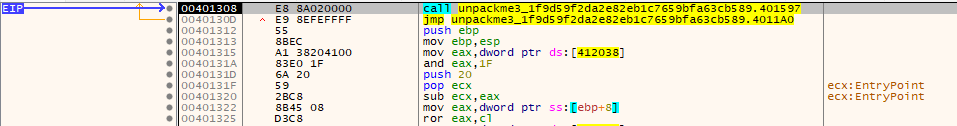 EIP 00401308 E8 8A020000 call unpackme3_1f9d59f2da2e82eb1c7659bfa63cb589.401597
0040130D ^ E9 8EFEFFFF jmp unpackme3_1f9d59f2da2e82eb1c7659bfa63cb589.4011A0
00401312 55 push ebp
00401313 8BEC mov ebp,esp
00401315 A1 38204100 mov eax,dword ptr ds:[412038]
0040131A 83E0 1F and eax,1F
0040131D 6A 20 push 20
0040131F 59 pop ecx ecx:EntryPoint
00401320 2BC8 sub ecx,eax ecx:EntryPoint
00401322 8B45 08 mov eax,dword ptr ss:[ebp+8]
00401325 D3C8 ror eax,cl